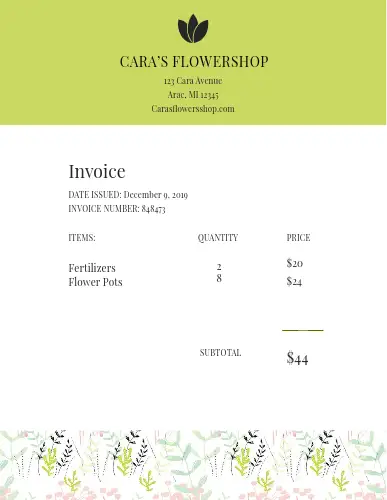 CARA'S FLOWERSHOP
123 Cara Avenue
Arac, MI 12345
Carasflowersshop.com
Invoice
DATE ISSUED: December 9, 2019
INVOICE NUMBER: 848473
ITEMS: QUANTITY PRICE
Fertilizers 2 $20
Flower Pots 8 $24
SUBTOTAL $44